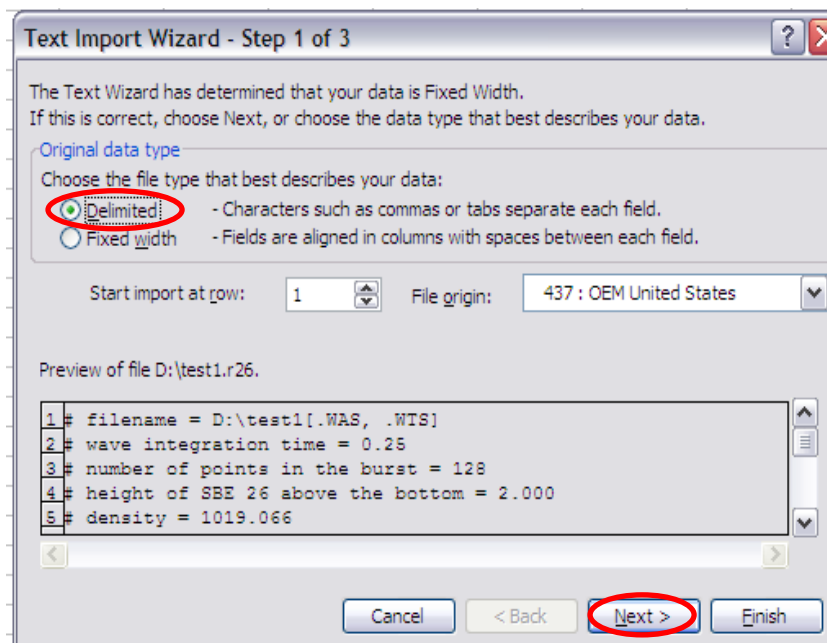 Text Import Wizard - Step 1 of 3
The Text Wizard has determined that your data is Fixed Width.
If this is correct, choose Next, or choose the data type that best describes your data.
Original data type
Choose the file type that best describes your data:
Delimited - Characters such as commas or tabs separate each field.
Fixed width - Fields are aligned in columns with spaces between each field.
Start import at row: 1 File origin: 437 : OEM United States
Preview of file D:\test1.r26.
1 # filename = D:\test1[.WAS, .WTS]
2 # wave integration time = 0.25
3 # number of points in the burst = 128
4 # height of SBE 26 above the bottom = 2.000
5 # density = 1019.066
Cancel < Back Next > Finish